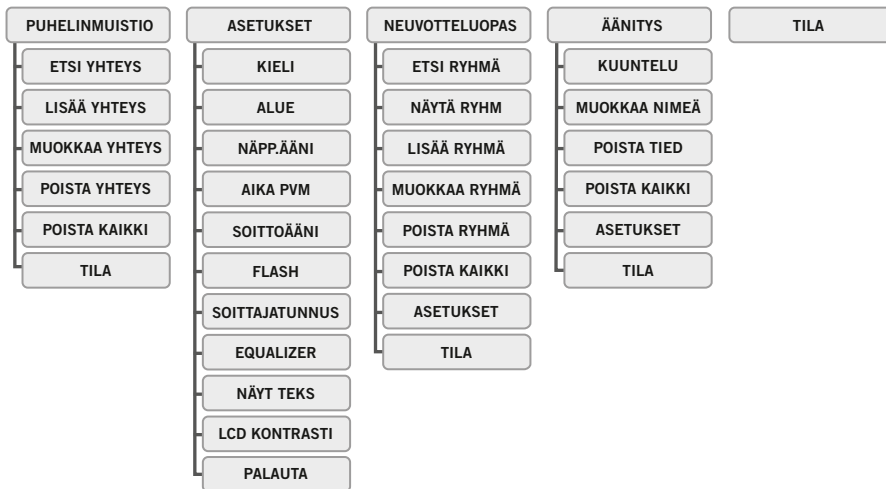 PUHELINMUISTIO
ETSI YHTEYS
LISÄÄ YHTEYS
MUOKKAA YHTEYS
POISTA YHTEYS
POISTA KAIKKI
TILA
ASETUKSET
KIELI
ALUE
NÄPP.ÄÄNI
AIKA PVM
SOITTOÄÄNI
FLASH
SOITTAJATUNNUS
EQUALIZER
NÄYT TEKS
LCD KONTRASTI
PALAUTA
NEUVOTTELUOPAS
ETSI RYHMÄ
NÄYTÄ RYHM
LISÄÄ RYHMÄ
MUOKKAA RYHMÄ
POISTA RYHMÄ
POISTA KAIKKI
ASETUKSET
TILA
ÄÄNITYS
KUUNTELU
MUOKKAA NIMEÄ
POISTA TIED
POISTA KAIKKI
ASETUKSET
TILA
TILA